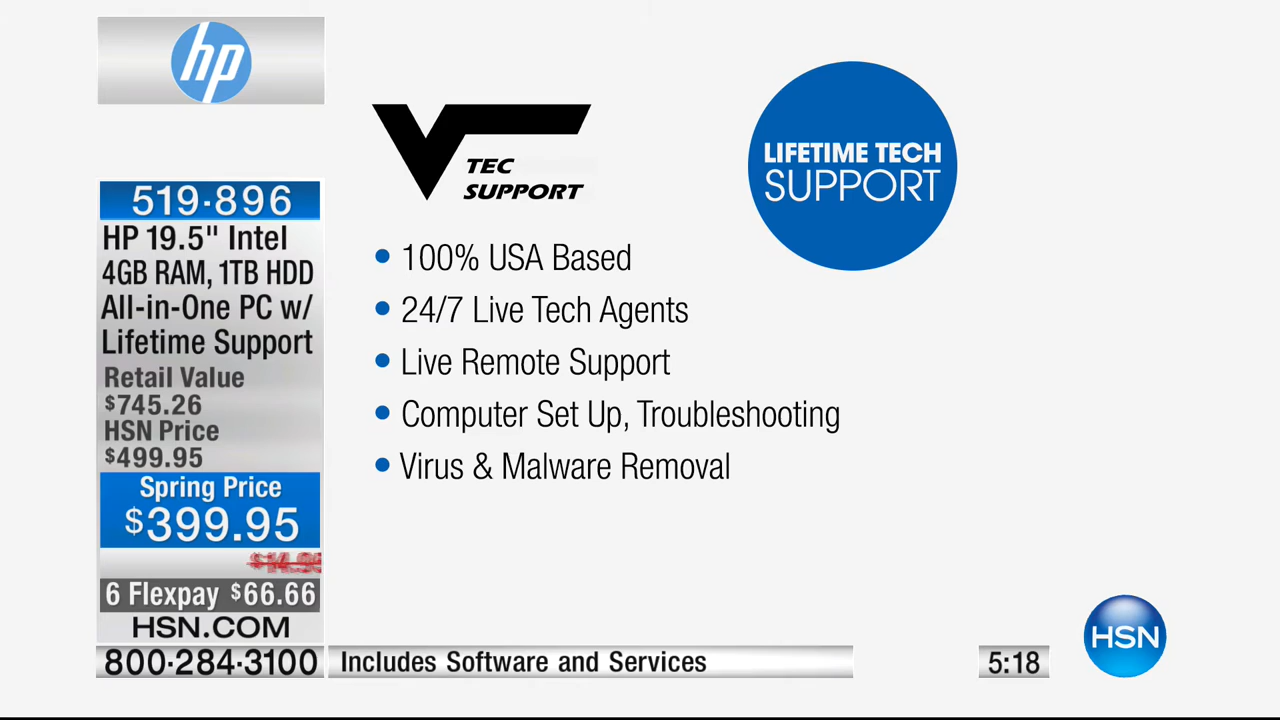 hp
519-896
HP 19.5" Intel
4GB RAM, 1TB HDD
All-in-One PC w/
Lifetime Support
Retail Value
$745.26
HSN Price
$499.95
Spring Price
$399.95
6 Flexpay $66.66
HSN.COM
800·284·3100
V
TEC
SUPPORT
LIFETIME TECH
SUPPORT
• 100% USA Based
• 24/7 Live Tech Agents
• Live Remote Support
• Computer Set Up, Troubleshooting
• Virus & Malware Removal
Includes Software and Services
5:18
HSN